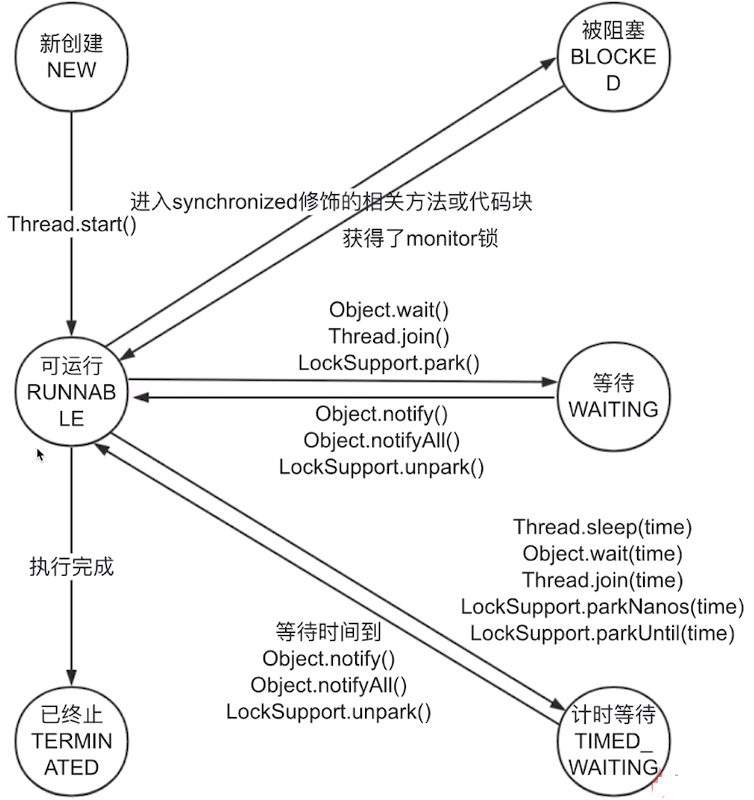 新创建
NEW
被阻塞
BLOCKE
D
进入synchronized修饰的相关方法或代码块
Thread.start()
获得了monitor锁
Object.wait()
Thread.join()
LockSupport.park()
可运行
RUNNAB
LE
等待
WAITING
Object.notify()
Object.notifyAll()
LockSupport.unpark()
Thread.sleep(time)
Object.wait(time)
Thread.join(time)
LockSupport.parkNanos(time)
LockSupport.parkUntil(time)
执行完成
等待时间到
Object.notify()
Object.notifyAll()
LockSupport.unpark()
已终止
TERMIN
ATED
计时等待
TIMED_
WAITING